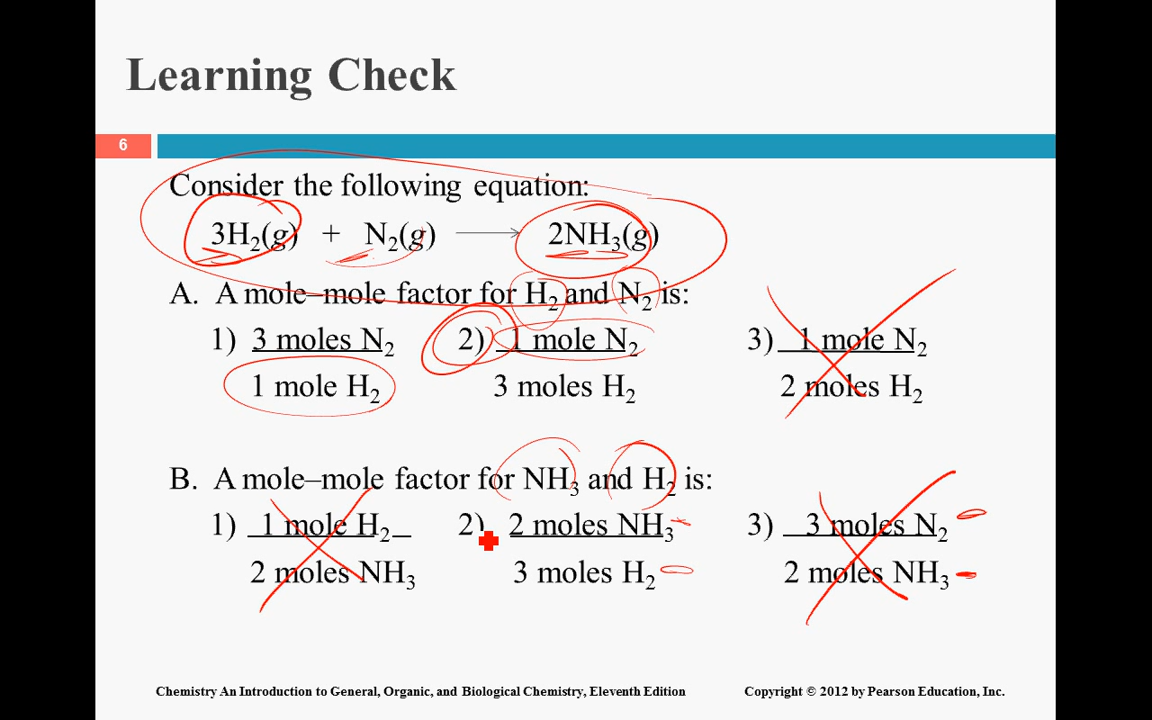 Learning Check
6
Consider the following equation:
3H₂(g) + N₂(g) ⟶ 2NH₃(g)
A. A mole–mole factor for H₂ and N₂ is:
1) 3 moles N₂ 2) 1 mole N₂ 3) 1 mole N₂
1 mole H₂ 3 moles H₂ 2 moles H₂
B. A mole–mole factor for NH₃ and H₂ is:
1) 1 mole H₂ 2) 2 moles NH₃ 3) 3 moles N₂
2 moles NH₃ 3 moles H₂ 2 moles NH₃
Chemistry An Introduction to General, Organic, and Biological Chemistry, Eleventh Edition Copyright © 2012 by Pearson Education, Inc.